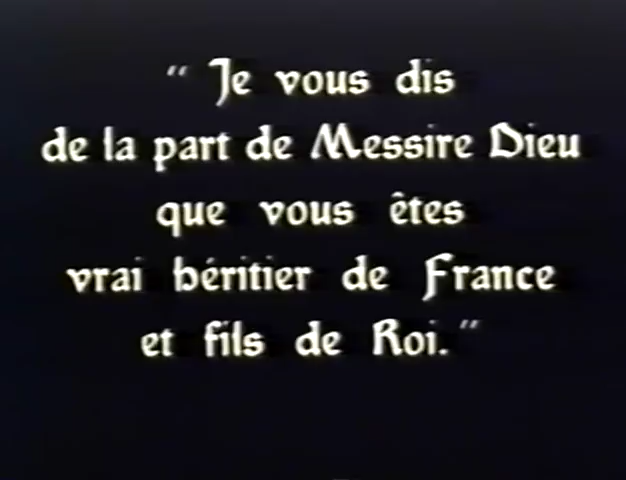 “ Je vous dis
de la part de Messire Dieu
que vous êtes
vrai héritier de France
et fils de Roi.”